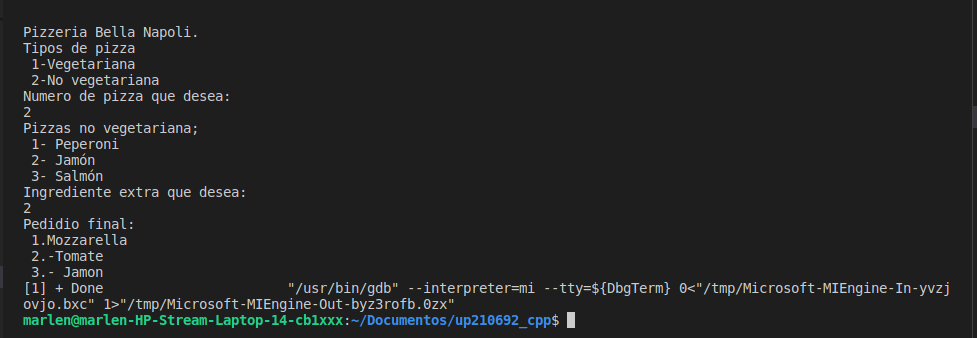 Pizzeria Bella Napoli.
Tipos de pizza
1-Vegetariana
2-No vegetariana
Numero de pizza que desea:
2
Pizzas no vegetariana;
1- Peperoni
2- Jamón
3- Salmón
Ingrediente extra que desea:
2
Pedidio final:
1.Mozzarella
2.-Tomate
3.- Jamon
[1] + Done "/usr/bin/gdb" --interpreter=mi --tty=${DbgTerm} 0<"/tmp/Microsoft-MIEngine-In-yvzj
ovjo.bxc" 1>"/tmp/Microsoft-MIEngine-Out-byz3rofb.0zx"
marlen@marlen-HP-Stream-Laptop-14-cb1xxx:~/Documentos/up210692_cpp$